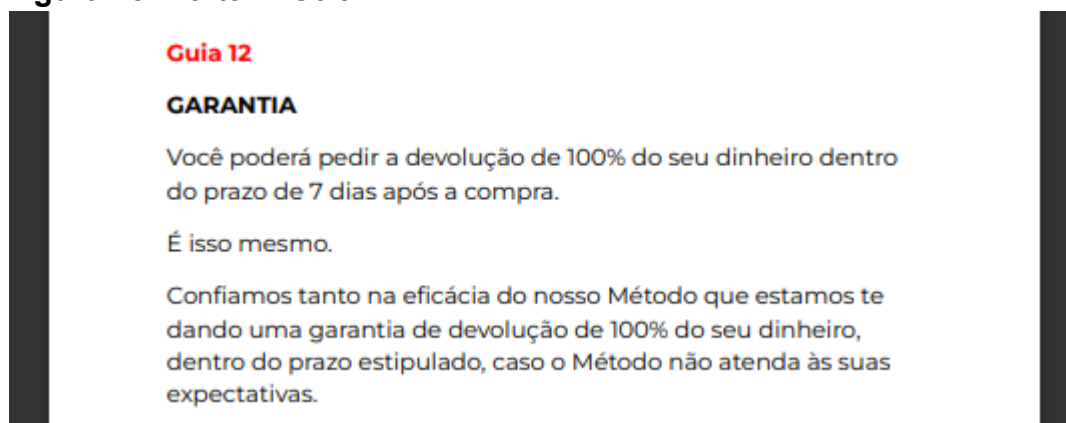 Guia 12
GARANTIA
Você poderá pedir a devolução de 100% do seu dinheiro dentro
do prazo de 7 dias após a compra.
É isso mesmo.
Confiamos tanto na eficácia do nosso Método que estamos te
dando uma garantia de devolução de 100% do seu dinheiro,
dentro do prazo estipulado, caso o Método não atenda às suas
expectativas.